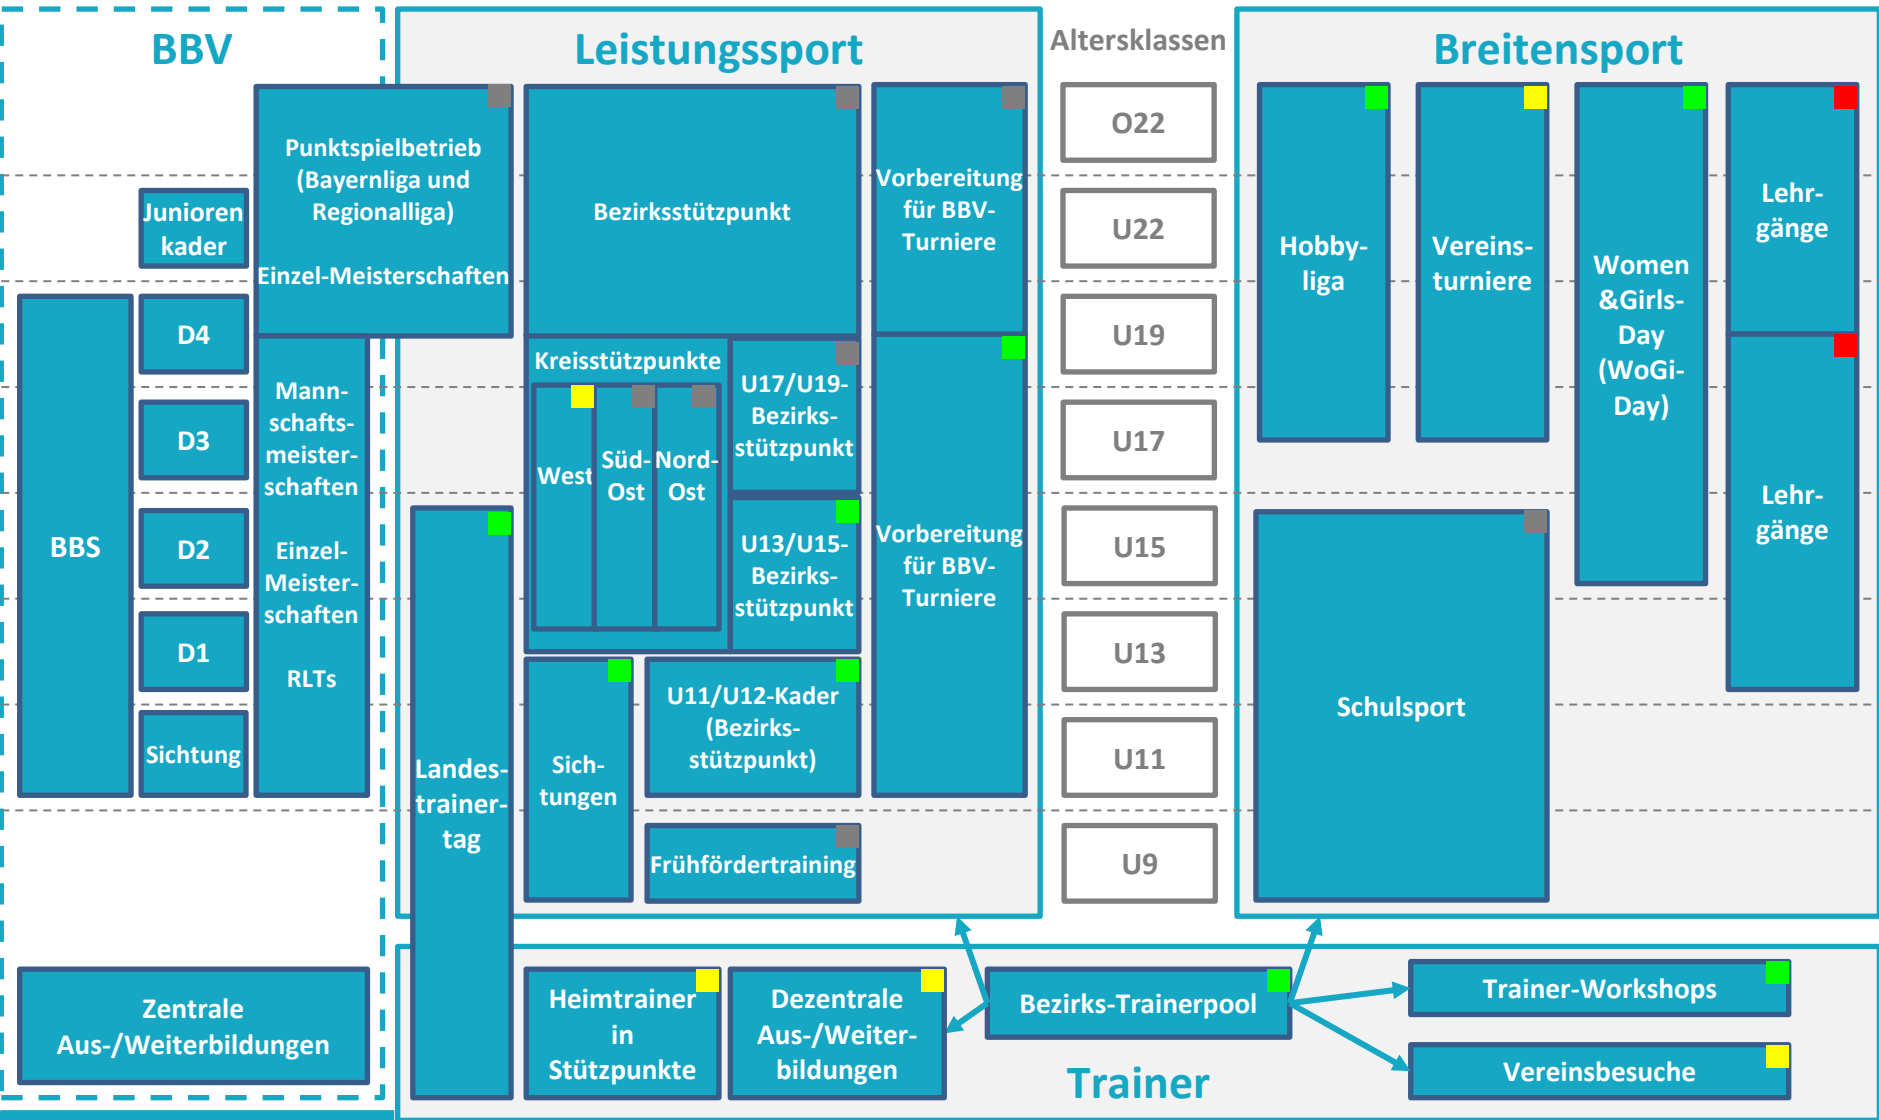 BBV
Punktspielbetrieb
(Bayernliga und
Regionalliga)
Einzel-Meisterschaften
Junioren
kader
BBS
D4
D3
D2
D1
Sichtung
Mann-
schafts-
meister-
schaften
Einzel-
Meister-
schaften
RLTs
Zentrale
Aus-/Weiterbildungen
Leistungssport
Bezirksstützpunkt
Vorbereitung
für BBV-
Turniere
Kreisstützpunkte
West
Süd-
Ost
Nord-
Ost
U17/U19-
Bezirks-
stützpunkt
U13/U15-
Bezirks-
stützpunkt
Vorbereitung
für BBV-
Turniere
Landes-
trainer-
tag
Sich-
tungen
U11/U12-Kader
(Bezirks-
stützpunkt)
Frühfördertraining
Altersklassen
O22
U22
U19
U17
U15
U13
U11
U9
Breitensport
Hobby-
liga
Vereins-
turniere
Women
&Girls-
Day
(WoGi-
Day)
Lehr-
gänge
Lehr-
gänge
Schulsport
Heimtrainer
in
Stützpunkte
Dezentrale
Aus-/Weiter-
bildungen
Bezirks-Trainerpool
Trainer-Workshops
Vereinsbesuche
Trainer